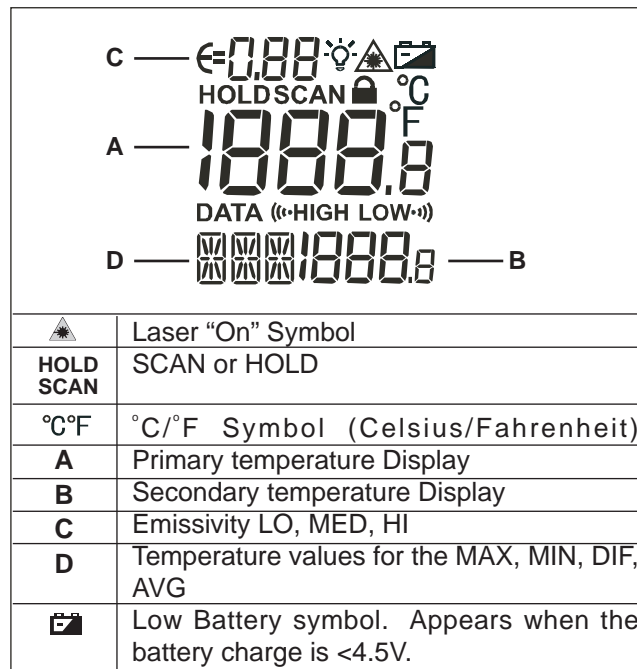 C Є=0.88
HOLD SCAN °C
°F
A 1888.8
DATA ((•HIGH LOW•))
D 1888.8 B
Laser “On” Symbol
HOLD SCAN or HOLD
SCAN
°C°F °C/°F Symbol (Celsius/Fahrenheit)
A Primary temperature Display
B Secondary temperature Display
C Emissivity LO, MED, HI
D Temperature values for the MAX, MIN, DIF,
AVG
Low Battery symbol. Appears when the
battery charge is <4.5V.